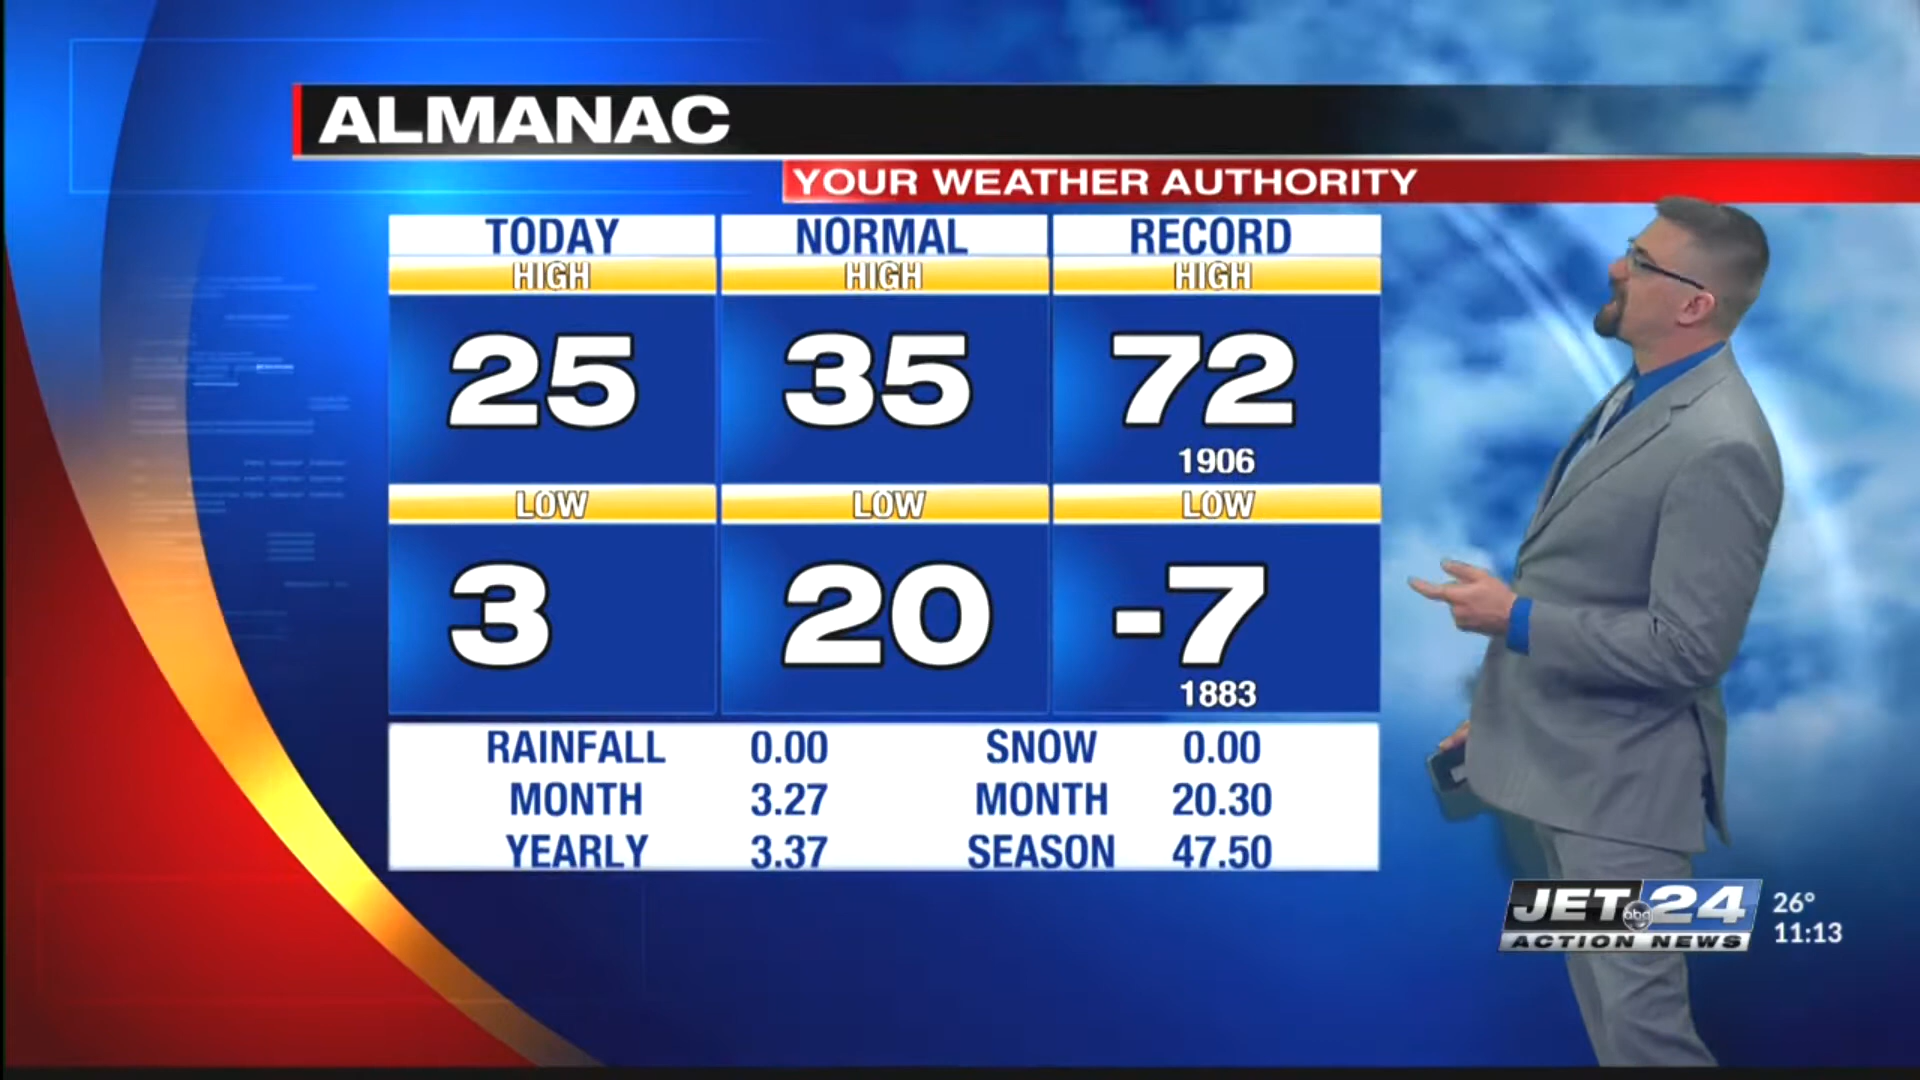 ALMANAC
YOUR WEATHER AUTHORITY
TODAY NORMAL RECORD
HIGH HIGH HIGH
25 35 72
1906
LOW LOW LOW
3 20 -7
1883
RAINFALL 0.00 SNOW 0.00
MONTH 3.27 MONTH 20.30
YEARLY 3.37 SEASON 47.50
JET abc 24 26°
ACTION NEWS 11:13